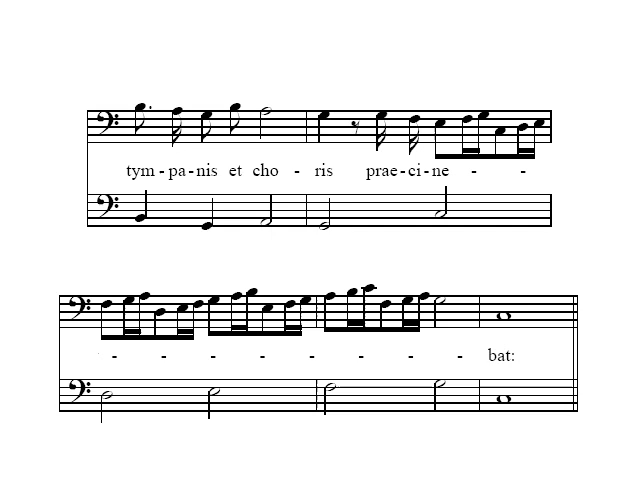 tym - pa - nis et cho - ris prae - ci - ne - -
- - - - - - - - bat: